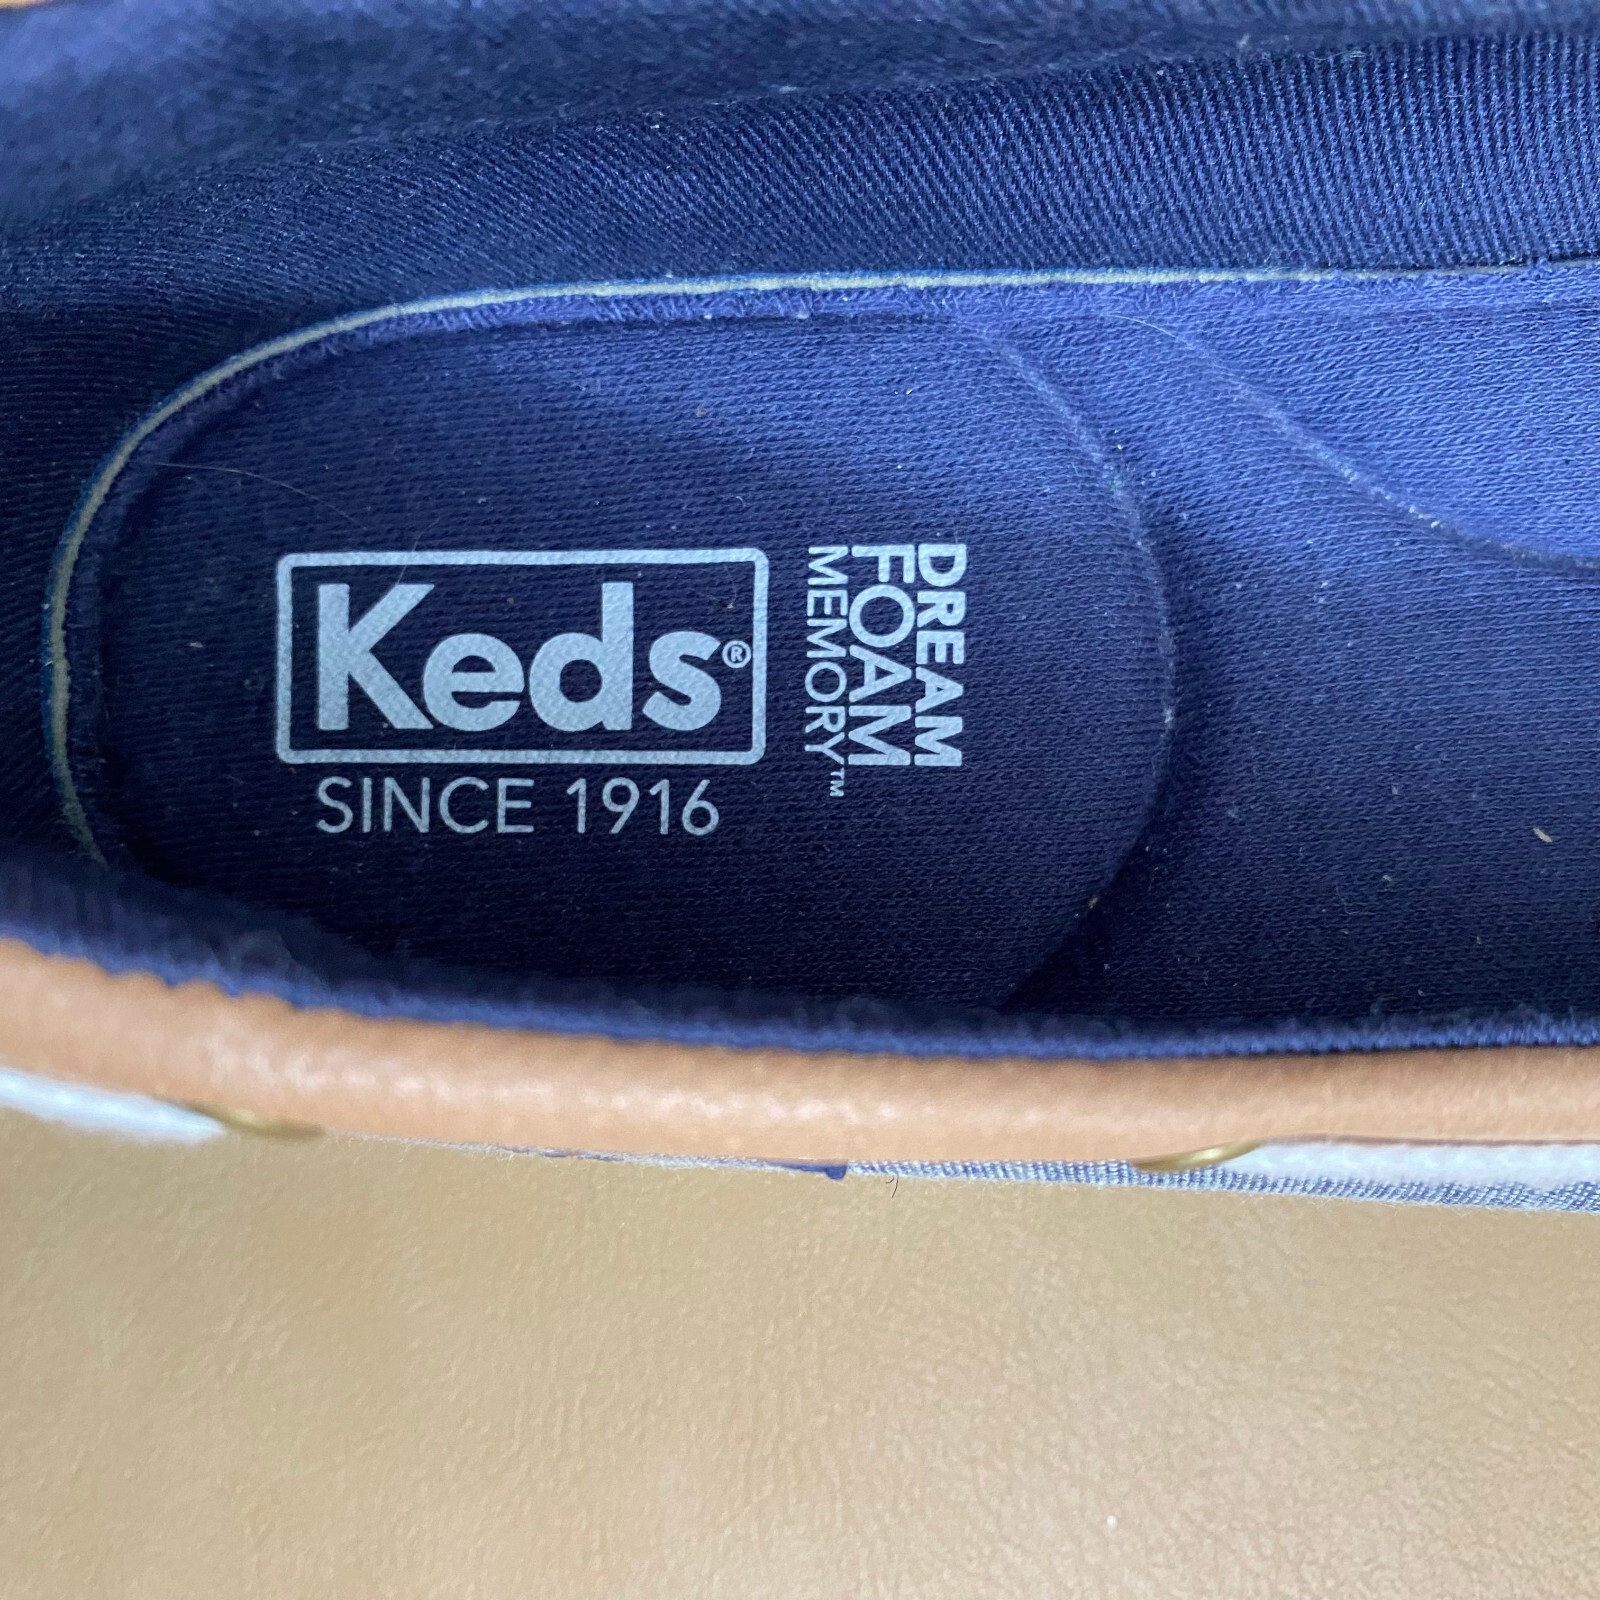 Keds®
SINCE 1916
DREAM
FOAM
MEMORY™